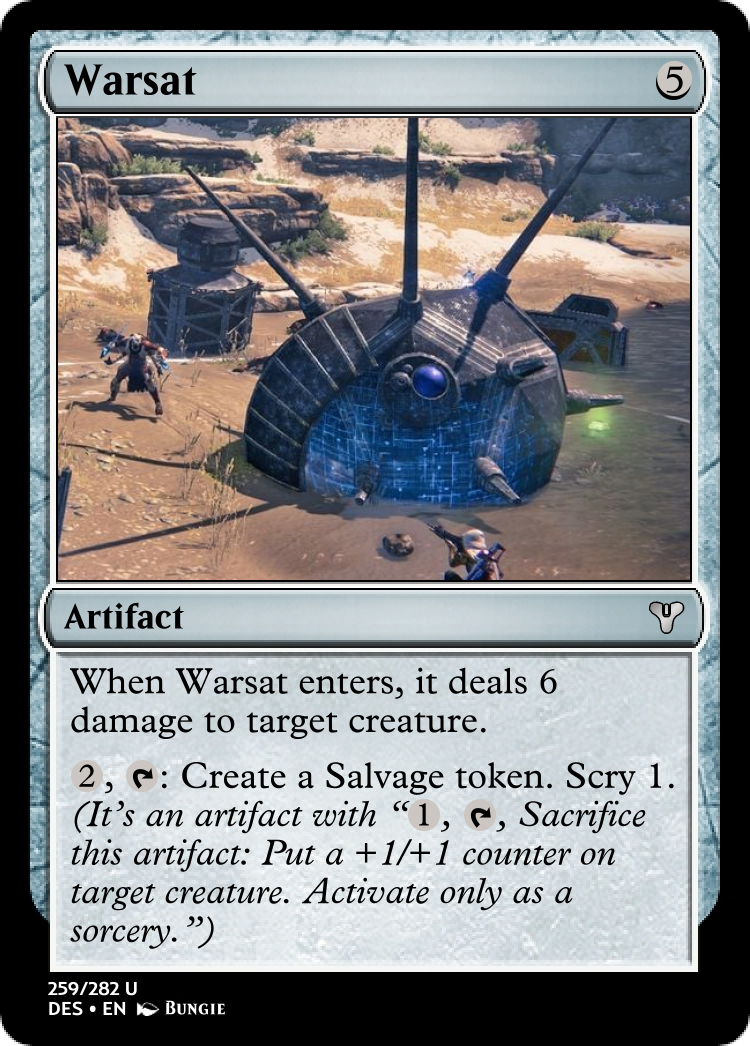 Warsat 5
Artifact
When Warsat enters, it deals 6
damage to target creature.
2, : Create a Salvage token. Scry 1.
(It's an artifact with “1, , Sacrifice
this artifact: Put a +1/+1 counter on
target creature. Activate only as a
sorcery.”)
259/282 U
DES • EN Bungie